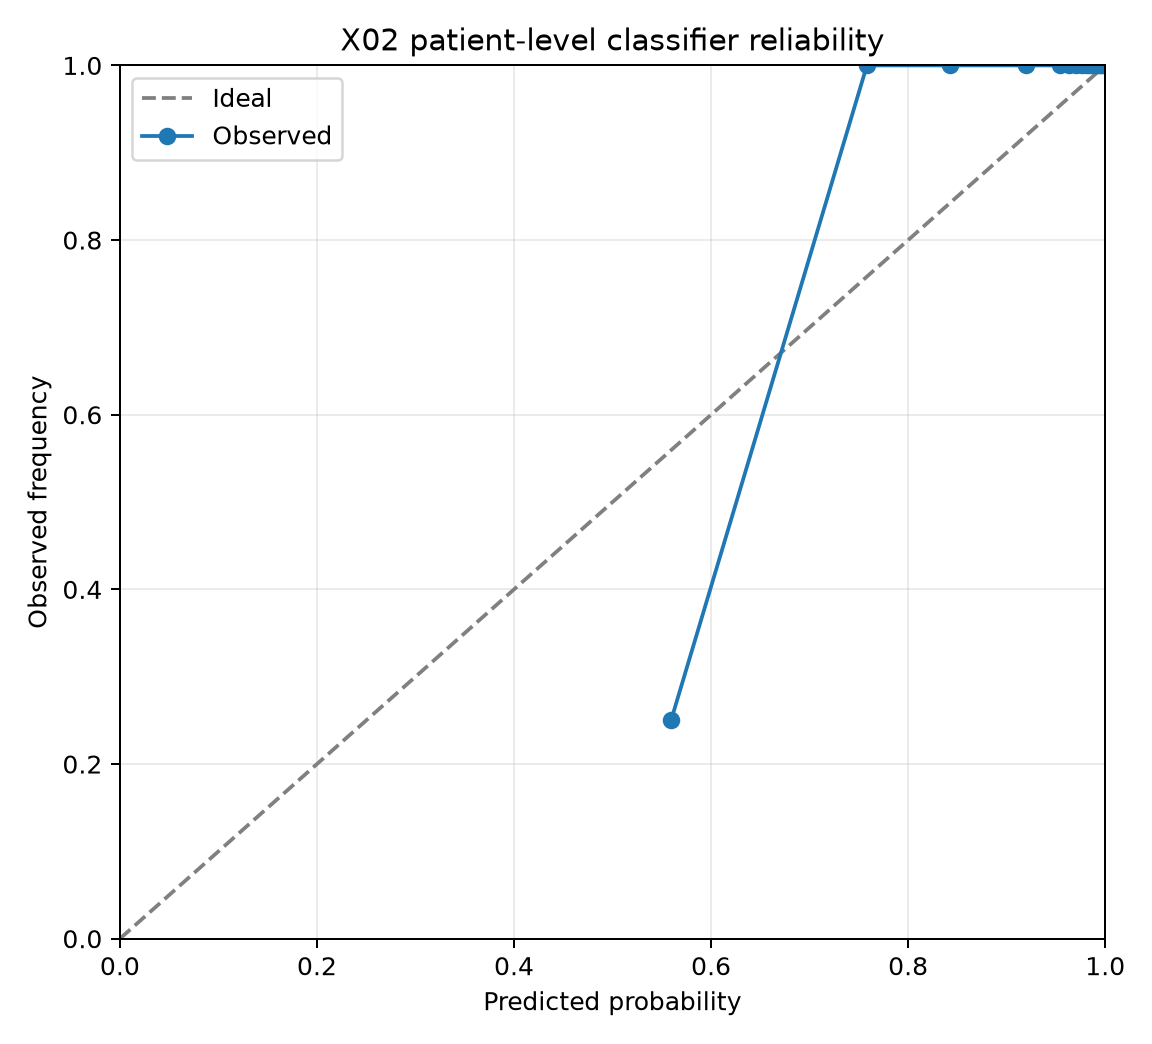 X02 patient-level classifier reliability
Ideal
Observed
Observed frequency
1.0
0.8
0.6
0.4
0.2
0.0
0.0 0.2 0.4 0.6 0.8 1.0
Predicted probability